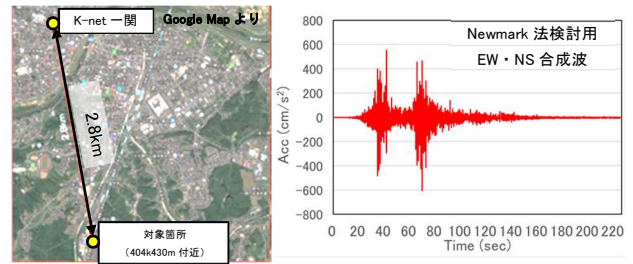 K-net 一関
Google Map より
2.8km
対象箇所
（404k430m 付近）
Newmark 法検討用
EW・NS 合成波
Acc (cm/s²)
800
600
400
200
0
−200
−400
−600
−800
0 20 40 60 80 100 120 140 160 180 200 220
Time (sec)